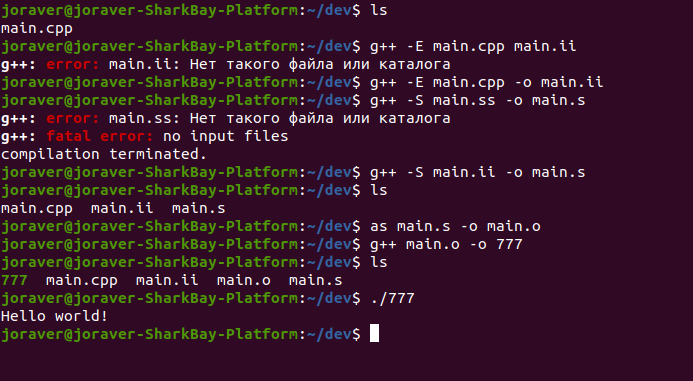 joraver@joraver-SharkBay-Platform:~/dev$ ls
main.cpp
joraver@joraver-SharkBay-Platform:~/dev$ g++ -E main.cpp main.ii
g++: error: main.ii: Нет такого файла или каталога
joraver@joraver-SharkBay-Platform:~/dev$ g++ -E main.cpp -o main.ii
joraver@joraver-SharkBay-Platform:~/dev$ g++ -S main.ss -o main.s
g++: error: main.ss: Нет такого файла или каталога
g++: fatal error: no input files
compilation terminated.
joraver@joraver-SharkBay-Platform:~/dev$ g++ -S main.ii -o main.s
joraver@joraver-SharkBay-Platform:~/dev$ ls
main.cpp  main.ii  main.s
joraver@joraver-SharkBay-Platform:~/dev$ as main.s -o main.o
joraver@joraver-SharkBay-Platform:~/dev$ g++ main.o -o 777
joraver@joraver-SharkBay-Platform:~/dev$ ls
777  main.cpp  main.ii  main.o  main.s
joraver@joraver-SharkBay-Platform:~/dev$ ./777
Hello world!
joraver@joraver-SharkBay-Platform:~/dev$